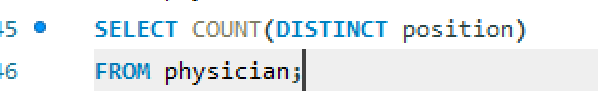 45 SELECT COUNT(DISTINCT position)
46 FROM physician;